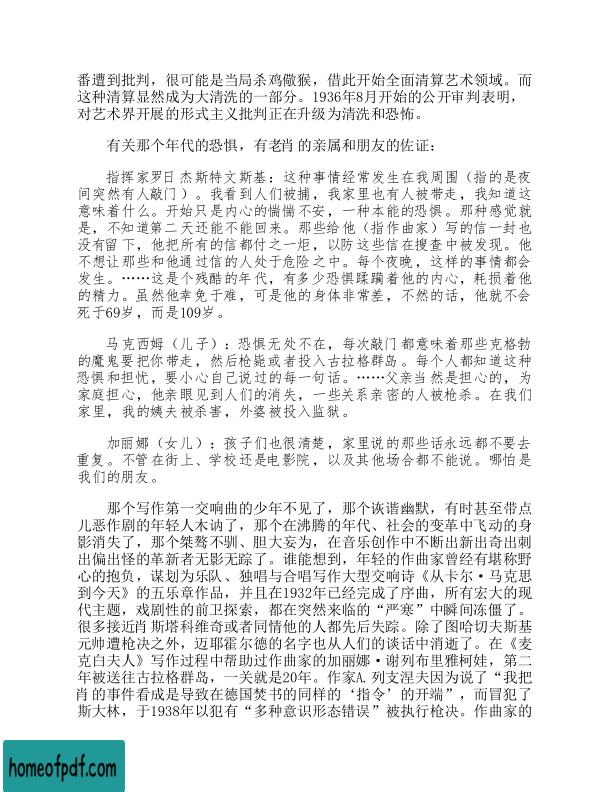 番遭到批判，很可能是当局杀鸡儆猴，借此开始全面清算艺术领域。而
这种清算显然成为大清洗的一部分。1936年8月开始的公开审判表明，
对艺术界开展的形式主义批判正在升级为清洗和恐怖。
有关那个年代的恐惧，有老肖的亲属和朋友的佐证：
指挥家罗日杰斯特文斯基：这种事情经常发生在我周围（指的是夜
间突然有人敲门）。我看到人们被捕，我家里也有人被带走，我知道这
意味着什么。开始只是内心的惴惴不安，一种本能的恐惧。那种感觉就
是，不知道第二天还能不能回来。那些给他（指作曲家）写的信一封也
没有留下，他把所有的信都付之一炬，以防这些信在搜查中被发现。他
不想让那些和他通过信的人处于危险之中。每个夜晚，这样的事情都会
发生。……这是个残酷的年代，有多少恐惧蹂躏着他的内心，耗损着他
的精力。虽然他幸免于难，可是他的身体非常差，不然的话，他就不会
死于69岁，而是109岁。
马克西姆（儿子）：恐惧无处不在，每次敲门都意味着那些克格勃
的魔鬼要把你带走，然后枪毙或者投入古拉格群岛。每个人都知道这种
恐惧和担忧，要小心自己说过的每一句话。……父亲当然是担心的，为
家庭担心，他亲眼见到人们的消失，一些关系亲密的人被枪杀。在我们
家里，我的姨夫被杀害，外婆被投入监狱。
加丽娜（女儿）：孩子们也很清楚，家里说的那些话永远都不要去
重复。不管在街上、学校还是电影院，以及其他场合都不能说。哪怕是
我们的朋友。
那个写作第一交响曲的少年不见了，那个诙谐幽默，有时甚至带点
儿恶作剧的年轻人木讷了，那个在沸腾的年代、社会的变革中飞动的身
影消失了，那个桀骜不驯、胆大妄为，在音乐创作中不断出新出奇出刺
出偏出怪的革新者无影无踪了。谁能想到，年轻的作曲家曾经有堪称野
心的抱负，谋划为乐队、独唱与合唱写作大型交响诗《从卡尔·马克思
到今天》的五乐章作品，并且在1932年已经完成了序曲，所有宏大的现
代主题，戏剧性的前卫探索，都在突然来临的“严寒”中瞬间冻僵了。
很多接近肖斯塔科维奇或者同情他的人都先后失踪。除了图哈切夫斯基
元帅遭枪决之外，迈耶霍尔德的名字也从人们的谈话中消逝了。在《麦
克白夫人》写作过程中帮助过作曲家的加丽娜·谢列布里雅柯娃，第二
年被送往古拉格群岛，一关就是20年。作家A.列支涅夫因为说了“我把
肖的事件看成是导致在德国焚书的同样的‘指令’的开端”，而冒犯了
斯大林，于1938年以犯有“多种意识形态错误”被执行枪决。作曲家的
homeofpdf.com